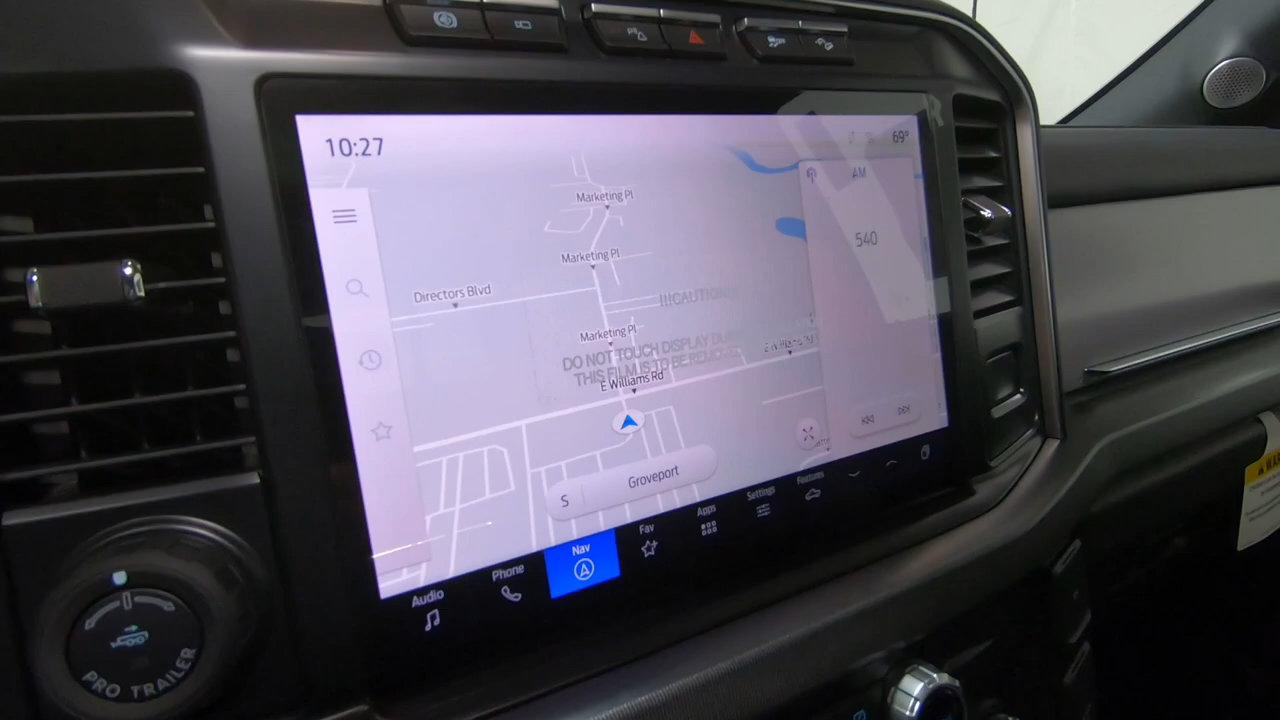 10:27
69°
AM
540
Marketing Pl
Marketing Pl
Directors Blvd
!!!CAUTION
Marketing Pl
DO NOT TOUCH DISPLAY
THIS FILM IS TO BE
E Williams Rd
S Groveport
Audio
Phone
Nav
Fav
Apps
Settings
Features
PRO TRAILER